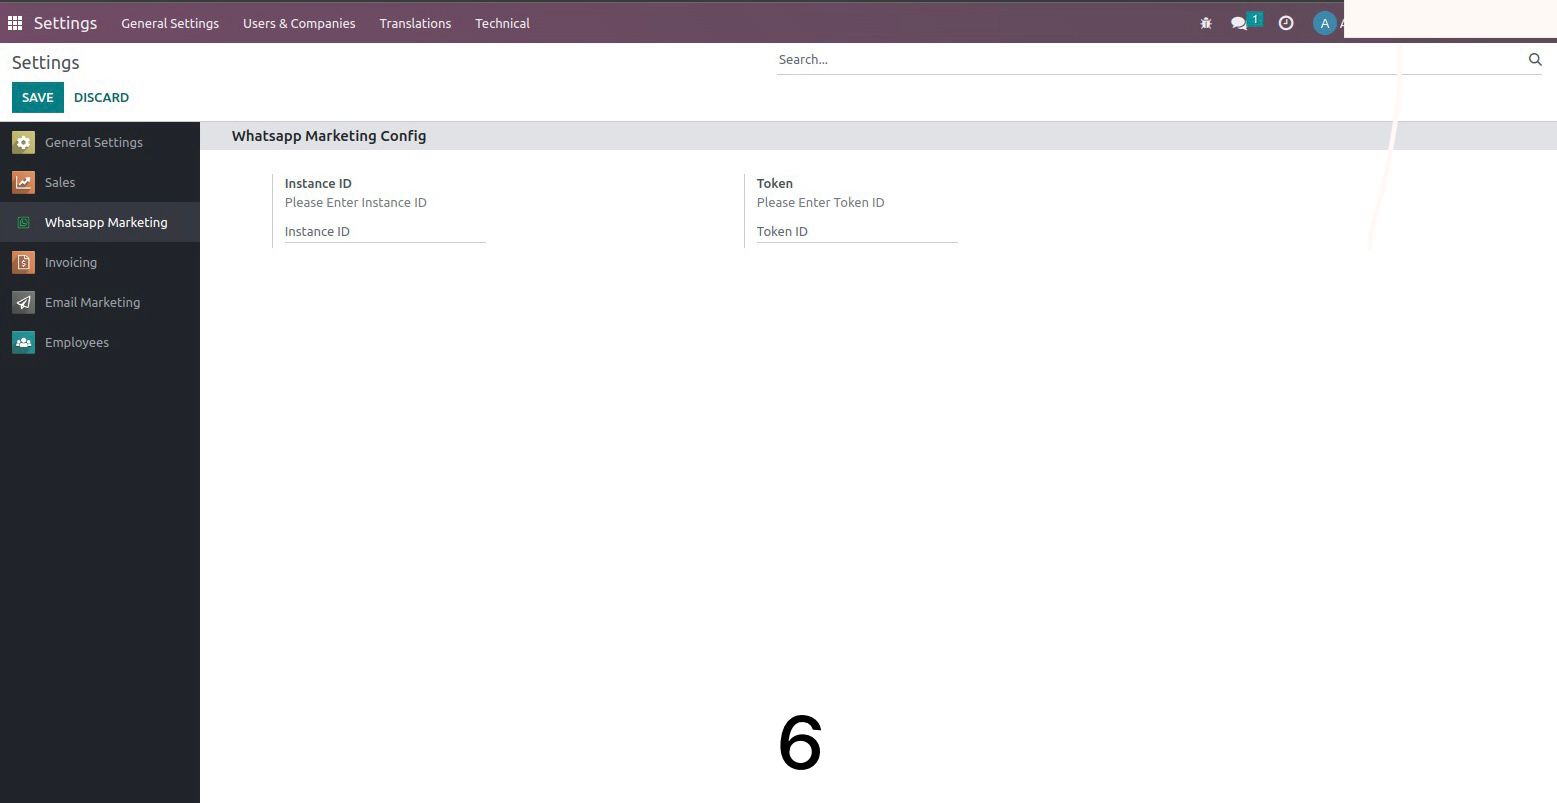 Settings General Settings Users & Companies Translations Technical 1 A
Settings
Search...
SAVE DISCARD
General Settings
Sales
Whatsapp Marketing
Invoicing
Email Marketing
Employees
Whatsapp Marketing Config
Instance ID
Please Enter Instance ID
Instance ID
Token
Please Enter Token ID
Token ID
6